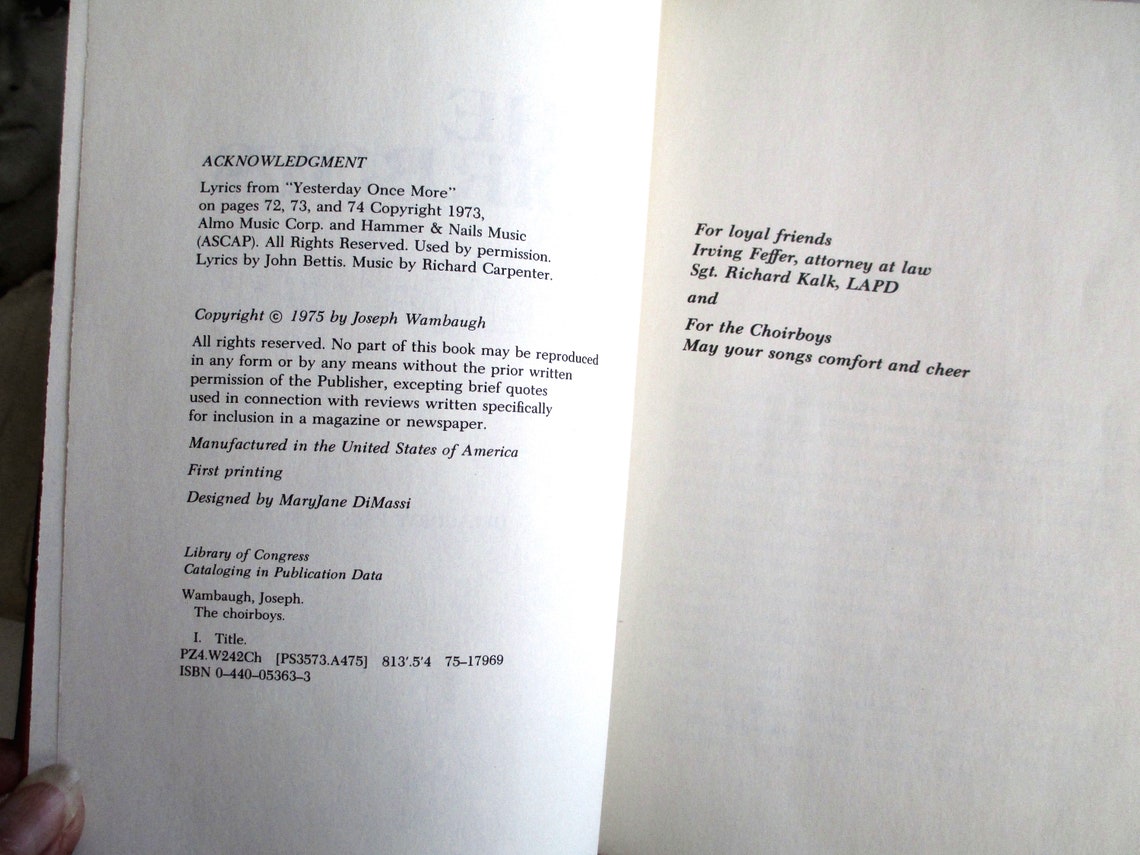 ACKNOWLEDGMENT
Lyrics from "Yesterday Once More"
on pages 72, 73, and 74 Copyright 1973,
Almo Music Corp. and Hammer & Nails Music
(ASCAP). All Rights Reserved. Used by permission.
Lyrics by John Bettis. Music by Richard Carpenter.
Copyright © 1975 by Joseph Wambaugh
All rights reserved. No part of this book may be reproduced
in any form or by any means without the prior written
permission of the Publisher, excepting brief quotes
used in connection with reviews written specifically
for inclusion in a magazine or newspaper.
Manufactured in the United States of America
First printing
Designed by MaryJane DiMassi
Library of Congress
Cataloging in Publication Data
Wambaugh, Joseph.
The choirboys.
I. Title.
PZ4.W242Ch [PS3573.A475] 813'.5'4 75-17969
ISBN 0-440-05363-3
For loyal friends
Irving Feffer, attorney at law
Sgt. Richard Kalk, LAPD
and
For the Choirboys
May your songs comfort and cheer